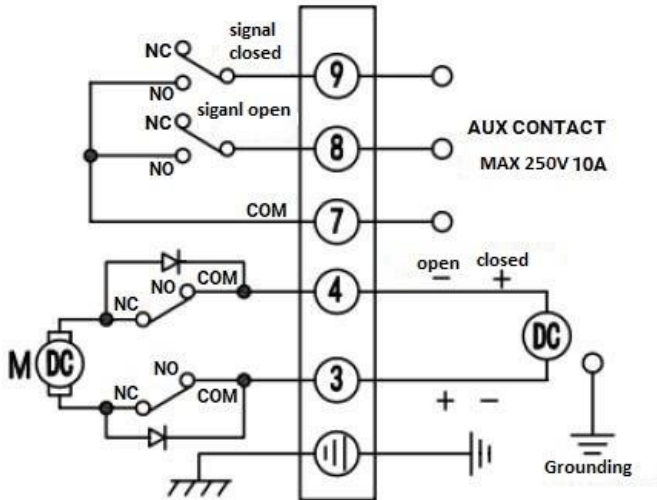 signal
closed
NC
NO
9
siganl open
NC
NO
8
AUX CONTACT
MAX 250V 10A
COM
7
NO
COM
NC
4
open
closed
− +
M
DC
DC
NO
NC
COM
3
+ −
Grounding